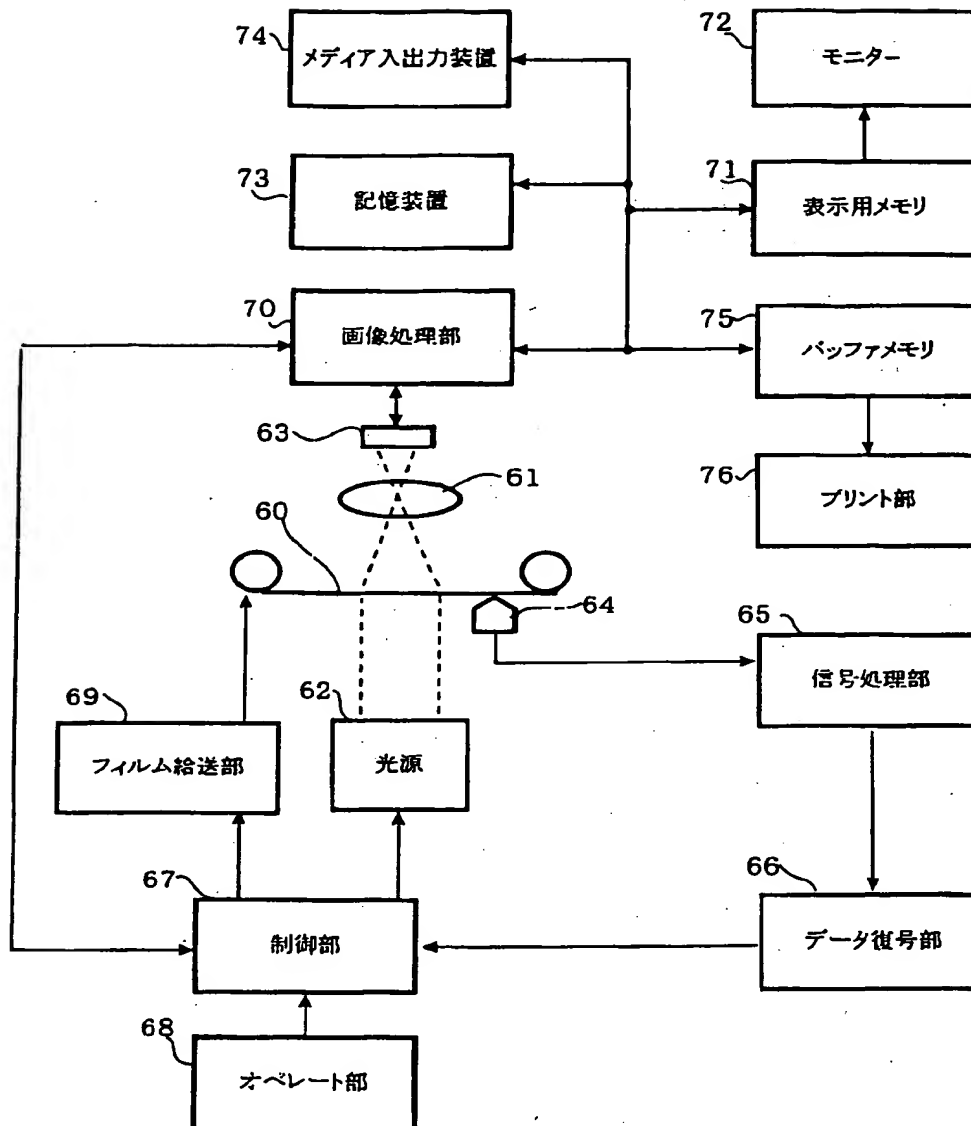 74
メディア入出力装置
72
モニター
73
記憶装置
71
表示用メモリ
70
画像処理部
75
バッファメモリ
63
61
76
プリント部
60
64
65
信号処理部
69
フィルム給送部
62
光源
67
制御部
66
データ復号部
68
オペレート部